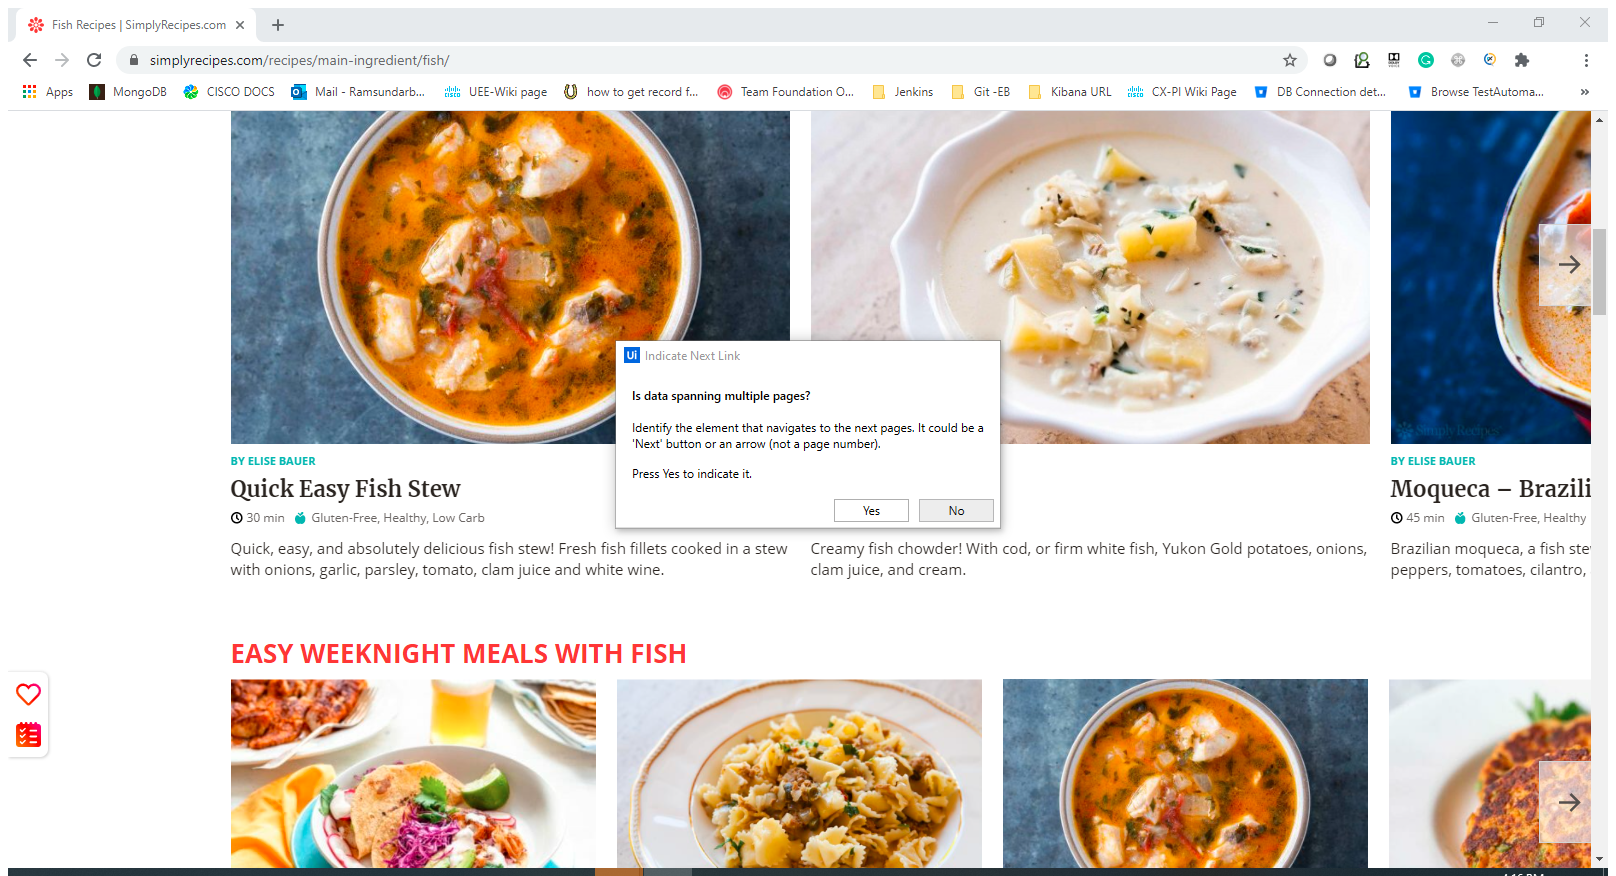 Fish Recipes | SimplyRecipes.com
simplyrecipes.com/recipes/main-ingredient/fish/
Apps MongoDB CISCO DOCS Mail - Ramsundarb... UEE-Wiki page how to get record f... Team Foundation O... Jenkins Git -EB Kibana URL CX-PI Wiki Page DB Connection det... Browse TestAutoma... »
Ui Indicate Next Link
Is data spanning multiple pages?
Identify the element that navigates to the next pages. It could be a
'Next' button or an arrow (not a page number).
Press Yes to indicate it.
Yes No
BY ELISE BAUER
Quick Easy Fish Stew
30 min Gluten-Free, Healthy, Low Carb
Quick, easy, and absolutely delicious fish stew! Fresh fish fillets cooked in a stew
with onions, garlic, parsley, tomato, clam juice and white wine.
Creamy fish chowder! With cod, or firm white fish, Yukon Gold potatoes, onions,
clam juice, and cream.
Simply Recipes
BY ELISE BAUER
Moqueca – Brazili
45 min Gluten-Free, Healthy
Brazilian moqueca, a fish ste
peppers, tomatoes, cilantro,
EASY WEEKNIGHT MEALS WITH FISH